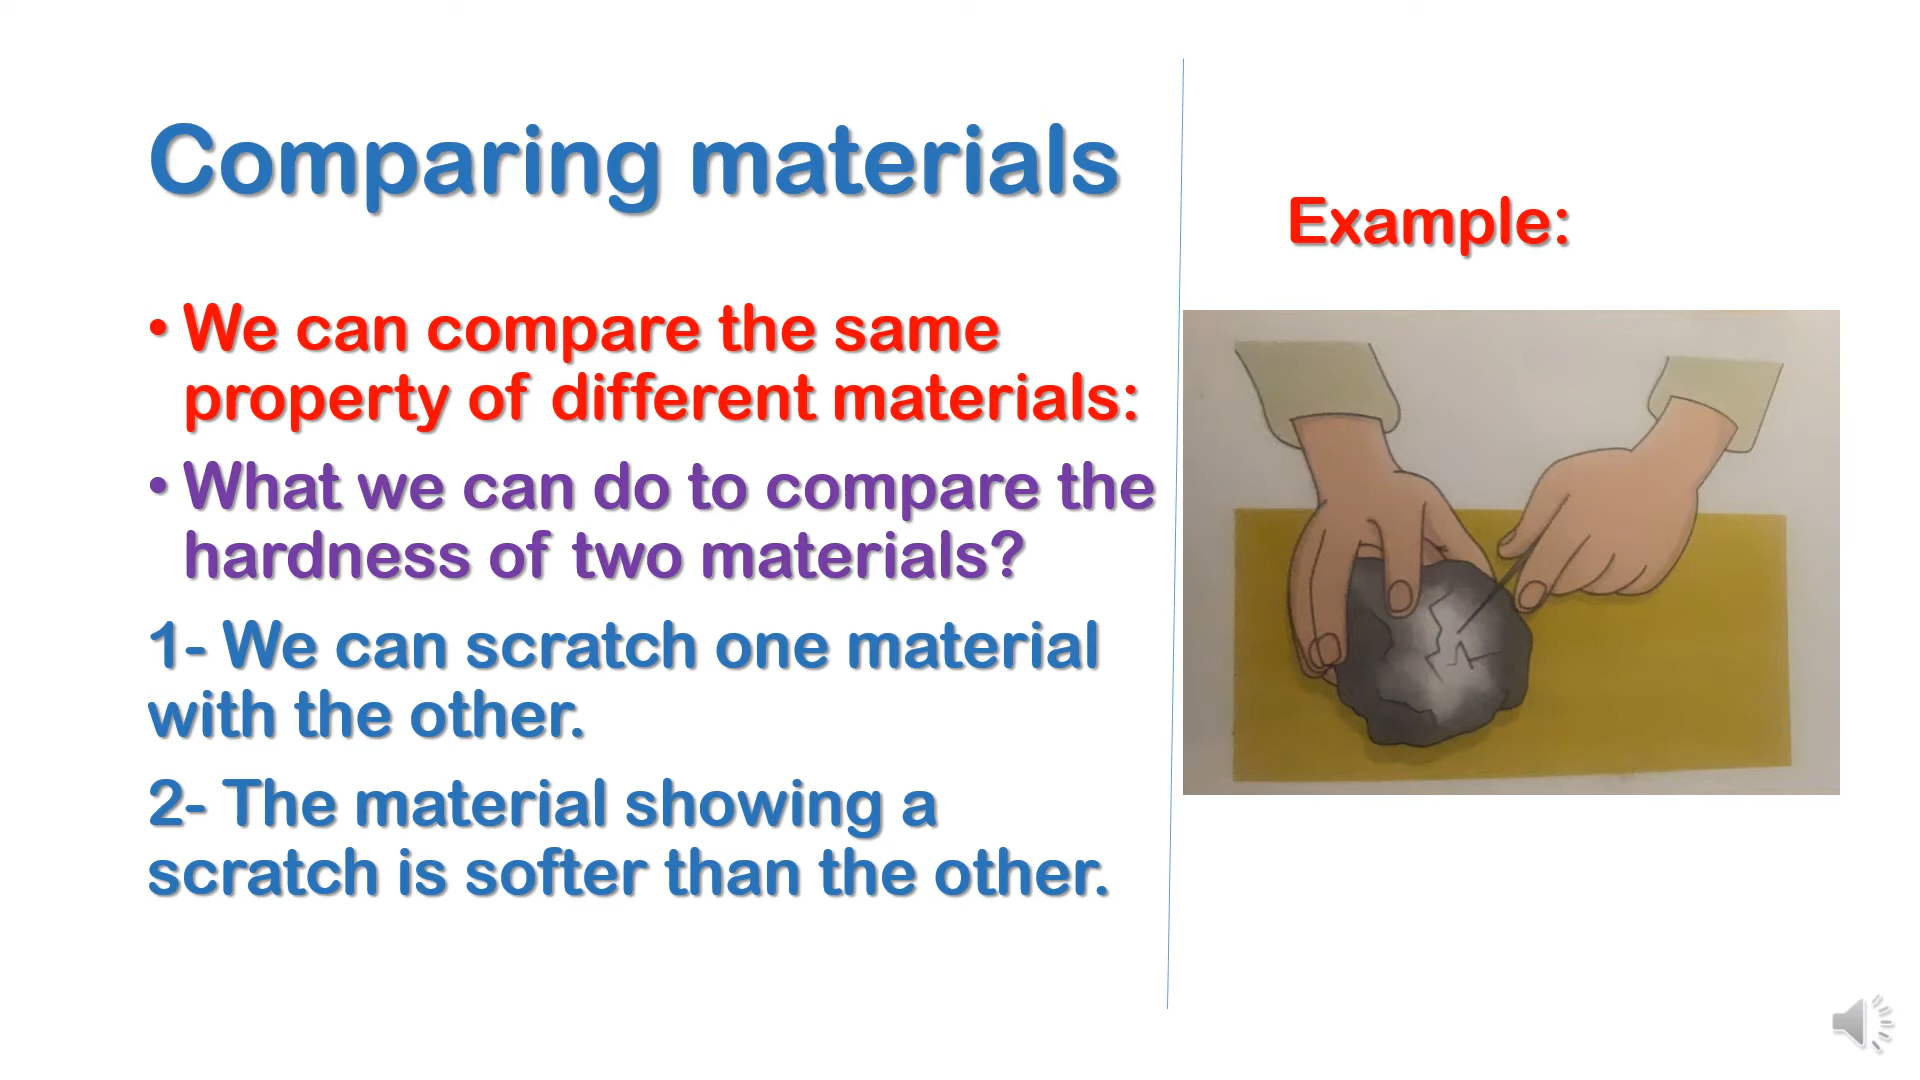 Comparing materials
• We can compare the same
property of different materials:
• What we can do to compare the
hardness of two materials?
1- We can scratch one material
with the other.
2- The material showing a
scratch is softer than the other.
Example: